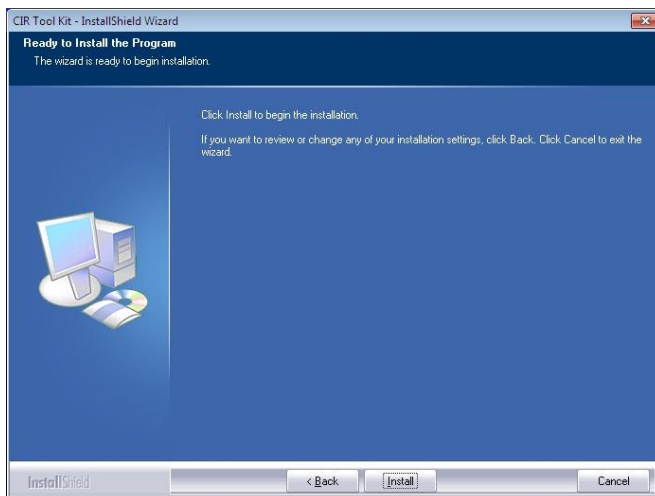 CIR Tool Kit - InstallShield Wizard
Ready to Install the Program
The wizard is ready to begin installation.
Click Install to begin the installation.
If you want to review or change any of your installation settings, click Back. Click Cancel to exit the
wizard.
InstallShield
< Back
Install
Cancel